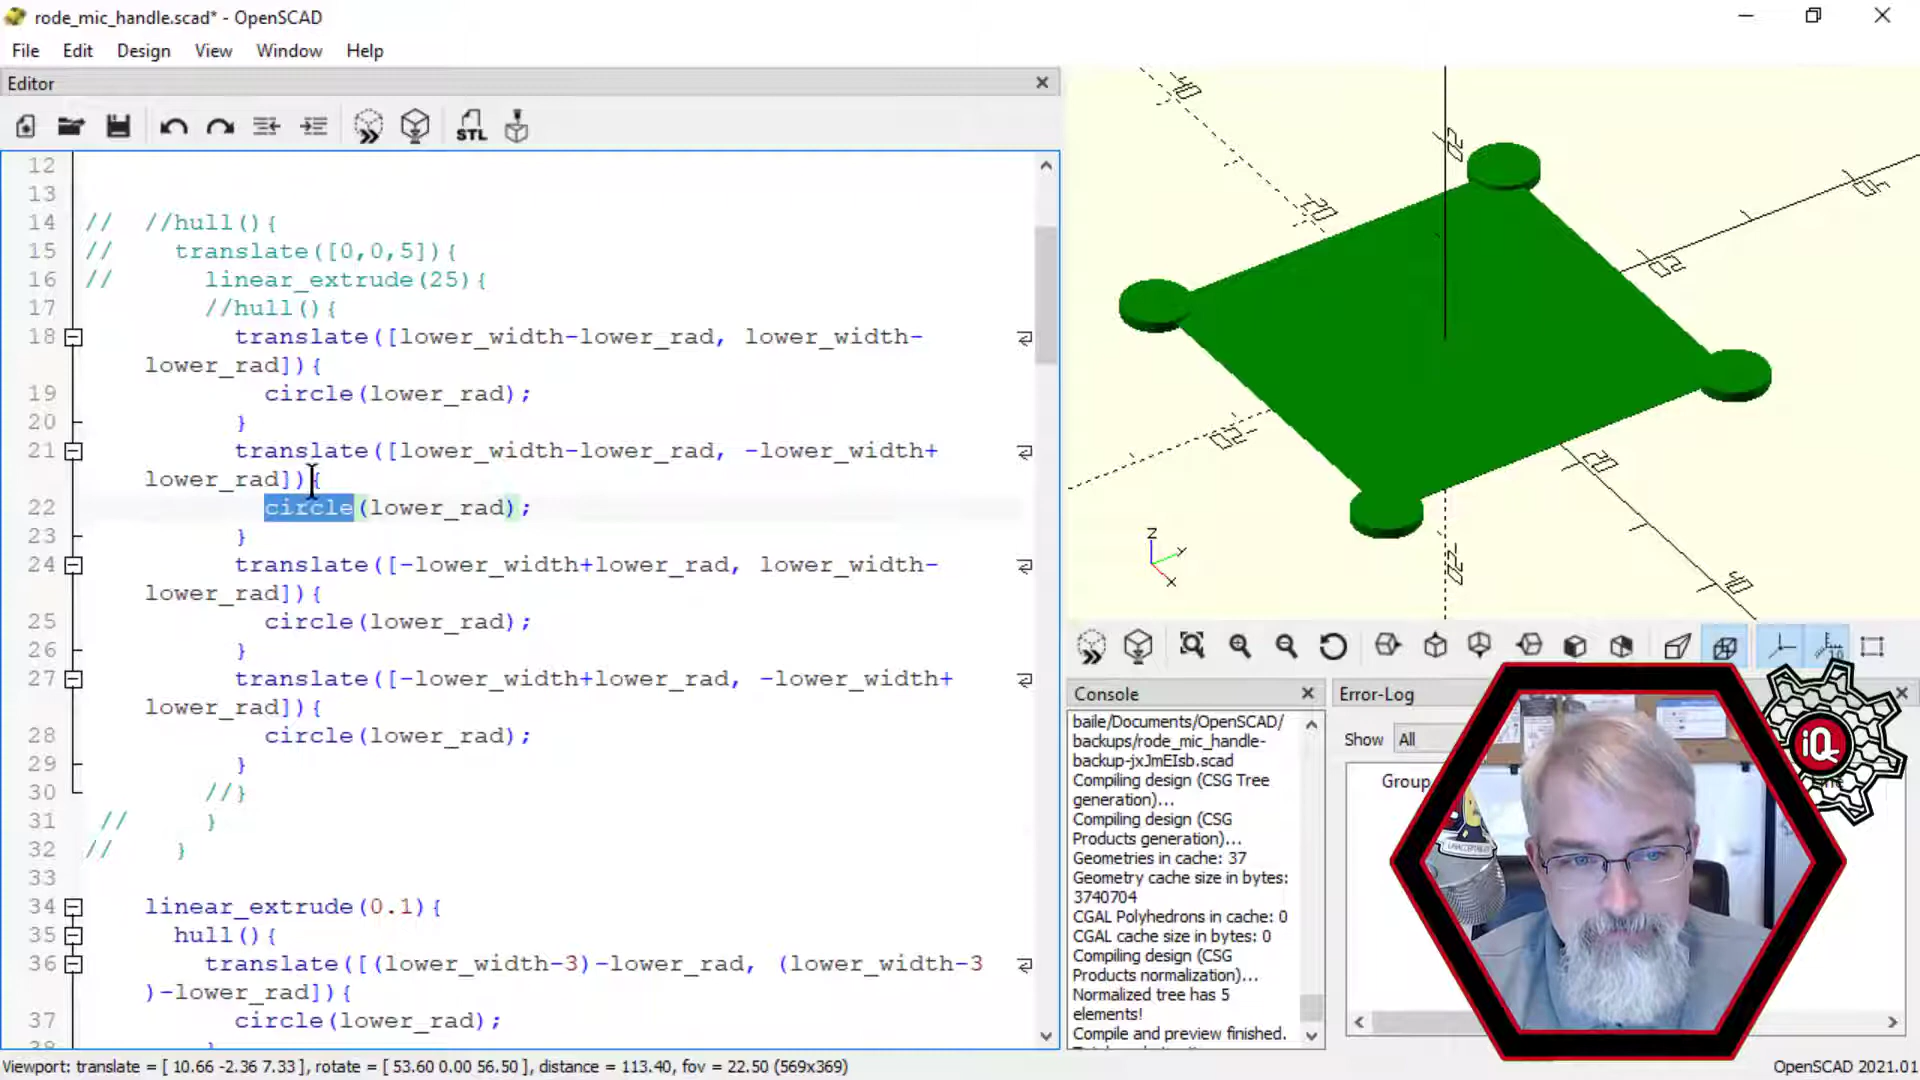 rode_mic_handle.scad* - OpenSCAD
File Edit Design View Window Help
Editor
STL
12
13
14 // //hull(){
15 // translate([0,0,5]){
16 // linear_extrude(25){
17 //hull(){
18 translate([lower_width-lower_rad, lower_width-
lower_rad]){
19 circle(lower_rad);
20 }
21 translate([lower_width-lower_rad, -lower_width+
lower_rad]){
22 circle(lower_rad);
23 }
24 translate([-lower_width+lower_rad, lower_width-
lower_rad]){
25 circle(lower_rad);
26 }
27 translate([-lower_width+lower_rad, -lower_width+
lower_rad]){
28 circle(lower_rad);
29 }
30 //}
31 // }
32 // }
33
34 linear_extrude(0.1){
35 hull(){
36 translate([(lower_width-3)-lower_rad, (lower_width-3
)-lower_rad]){
37 circle(lower_rad);
Z
Y
X
Console
baile/Documents/OpenSCAD/
backups/rode_mic_handle-
backup-jxJmEIsb.scad
Compiling design (CSG Tree
generation)...
Compiling design (CSG
Products generation)...
Geometries in cache: 37
Geometry cache size in bytes:
3740704
CGAL Polyhedrons in cache: 0
CGAL cache size in bytes: 0
Compiling design (CSG
Products normalization)...
Normalized tree has 5
elements!
Compile and preview finished.
Error-Log
Show All
Group
iQ
Viewport: translate = [ 10.66 -2.36 7.33 ], rotate = [ 53.60 0.00 56.50 ], distance = 113.40, fov = 22.50 (569x369)
OpenSCAD 2021.01